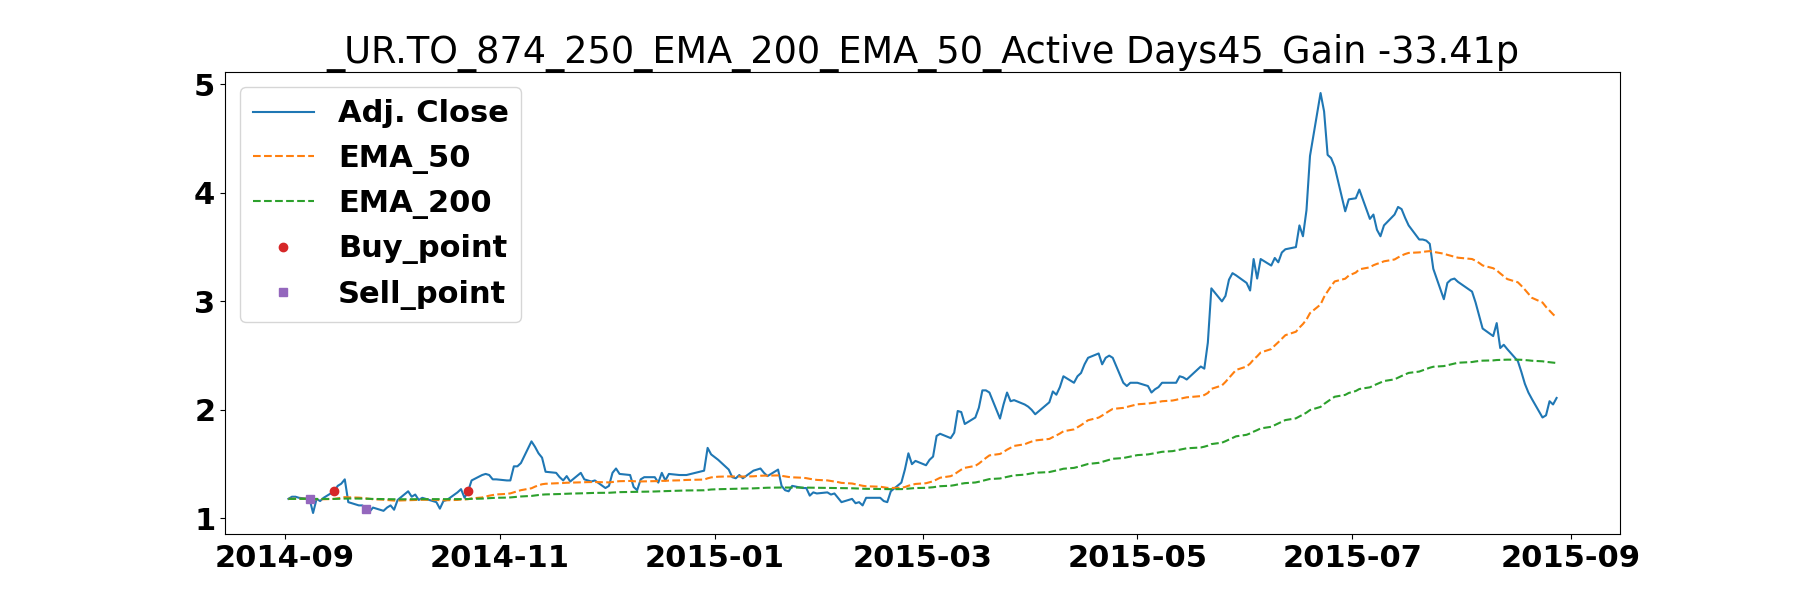 _UR.TO_874_250_EMA_200_EMA_50_Active Days45_Gain -33.41p
5
4
3
2
1
Adj. Close
EMA_50
EMA_200
Buy_point
Sell_point
2014-09 2014-11 2015-01 2015-03 2015-05 2015-07 2015-09